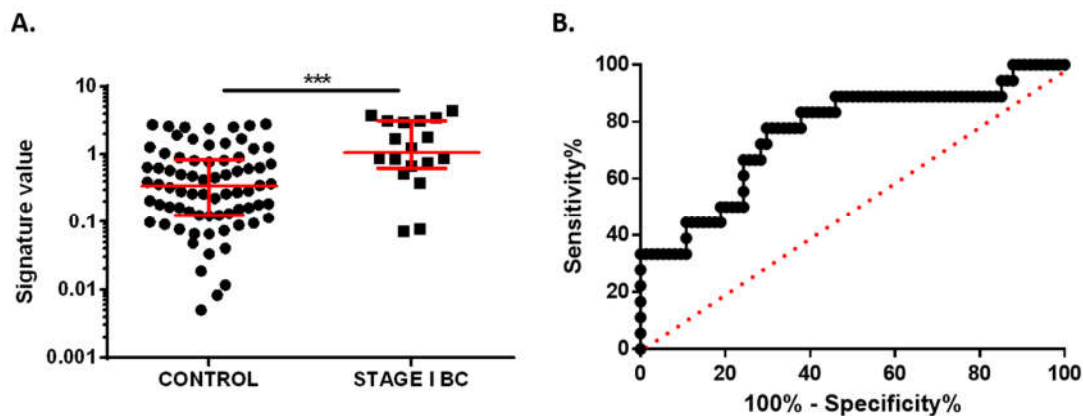 A.
***
10
1
0.1
0.01
0.001
Signature value
CONTROL STAGE I BC
B.
100
80
60
40
20
0
Sensitivity%
0 20 40 60 80 100
100% - Specificity%